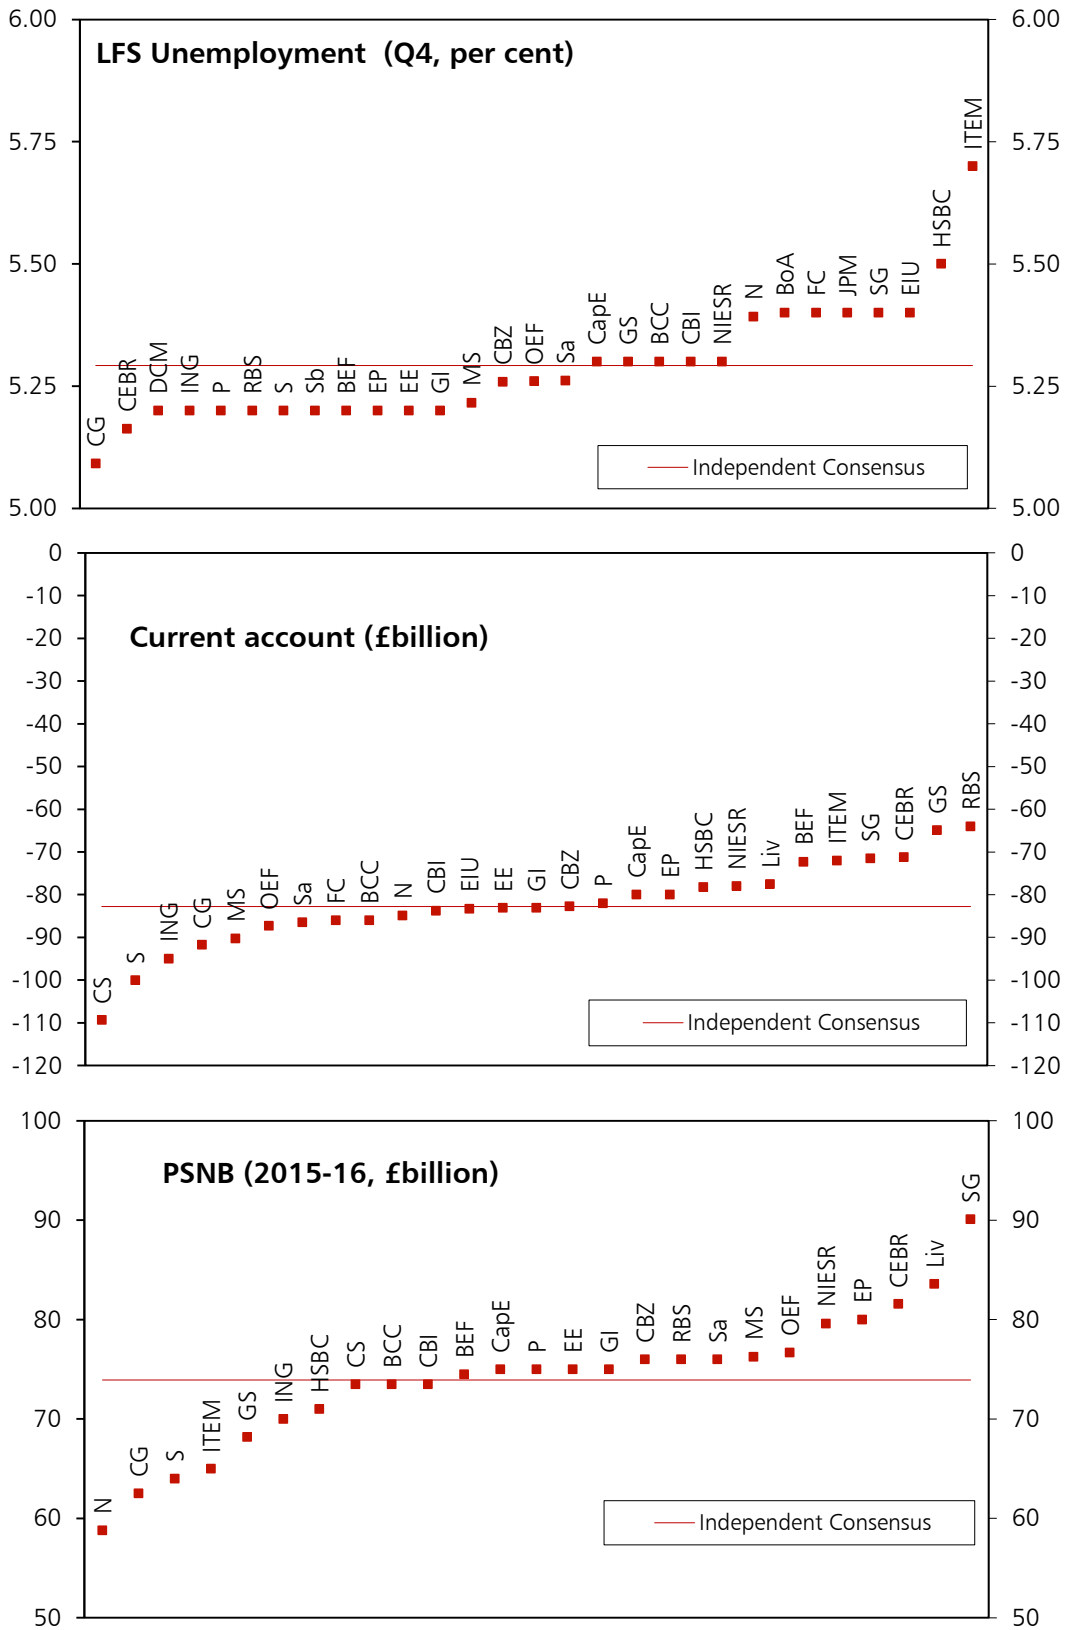 6.00 6.00
LFS Unemployment (Q4, per cent)
ITEM
5.75 5.75
HSBC
5.50 5.50
BoA FC JPM SG EIU
N
CapE GS BCC CBI NIESR
CBZ OEF Sa
MS
5.25 5.25
DCM ING P RBS S Sb BEF EP EE GI
CEBR
CG
Independent Consensus
5.00 5.00
0 0
-10 -10
Current account (£billion)
-20 -20
-30 -30
-40 -40
-50 -50
-60 -60
-70 -70
-80 -80
-90 -90
-100 -100
-110 -110
-120 -120
CS S ING CG MS OEF Sa FC BCC N CBI EIU EE GI CBZ P CapE EP HSBC NIESR Liv BEF ITEM SG CEBR GS RBS
Independent Consensus
100 100
PSNB (2015-16, £billion)
90 90
80 80
70 70
60 60
50 50
N CG S ITEM GS ING HSBC CS BCC CBI BEF CapE P EE GI CBZ RBS Sa MS OEF NIESR EP CEBR Liv SG
Independent Consensus